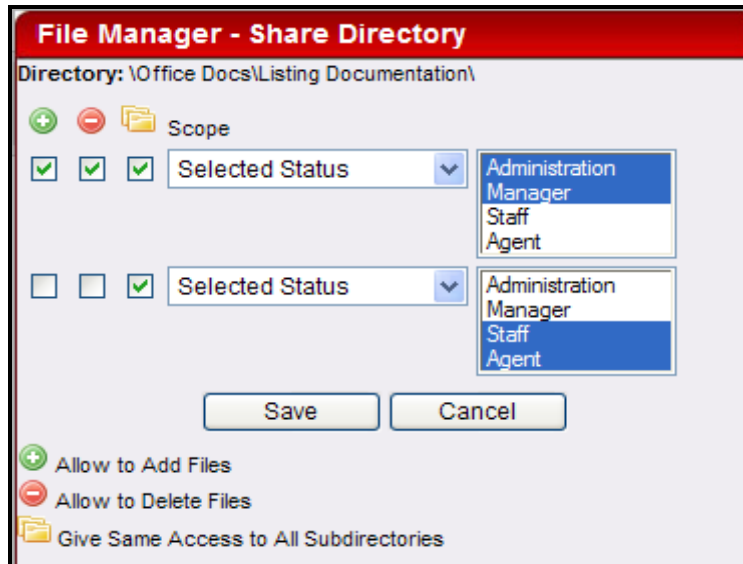 File Manager - Share Directory
Directory: \Office Docs\Listing Documentation\
Scope
Selected Status
Administration
Manager
Staff
Agent
Selected Status
Administration
Manager
Staff
Agent
Save Cancel
Allow to Add Files
Allow to Delete Files
Give Same Access to All Subdirectories